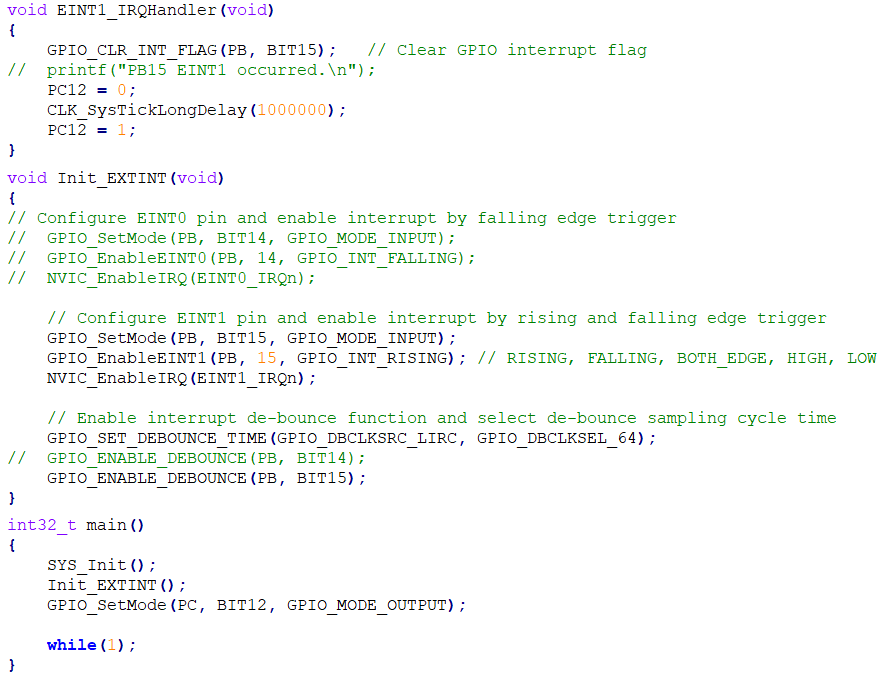 void EINT1_IRQHandler(void)
{
    GPIO_CLR_INT_FLAG(PB, BIT15);   // Clear GPIO interrupt flag
//  printf("PB15 EINT1 occurred.\n");
    PC12 = 0;
    CLK_SysTickLongDelay(1000000);
    PC12 = 1;
}
void Init_EXTINT(void)
{
// Configure EINT0 pin and enable interrupt by falling edge trigger
//  GPIO_SetMode(PB, BIT14, GPIO_MODE_INPUT);
//  GPIO_EnableEINT0(PB, 14, GPIO_INT_FALLING);
//  NVIC_EnableIRQ(EINT0_IRQn);

    // Configure EINT1 pin and enable interrupt by rising and falling edge trigger
    GPIO_SetMode(PB, BIT15, GPIO_MODE_INPUT);
    GPIO_EnableEINT1(PB, 15, GPIO_INT_RISING); // RISING, FALLING, BOTH_EDGE, HIGH, LOW
    NVIC_EnableIRQ(EINT1_IRQn);

    // Enable interrupt de-bounce function and select de-bounce sampling cycle time
    GPIO_SET_DEBOUNCE_TIME(GPIO_DBCLKSRC_LIRC, GPIO_DBCLKSEL_64);
//  GPIO_ENABLE_DEBOUNCE(PB, BIT14);
    GPIO_ENABLE_DEBOUNCE(PB, BIT15);
}
int32_t main()
{
    SYS_Init();
    Init_EXTINT();
    GPIO_SetMode(PC, BIT12, GPIO_MODE_OUTPUT);

    while(1);
}